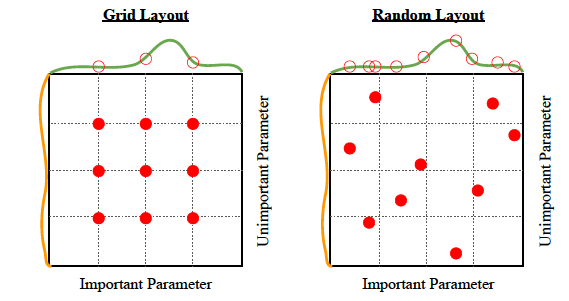 Grid Layout
Unimportant Parameter
Important Parameter
Random Layout
Unimportant Parameter
Important Parameter